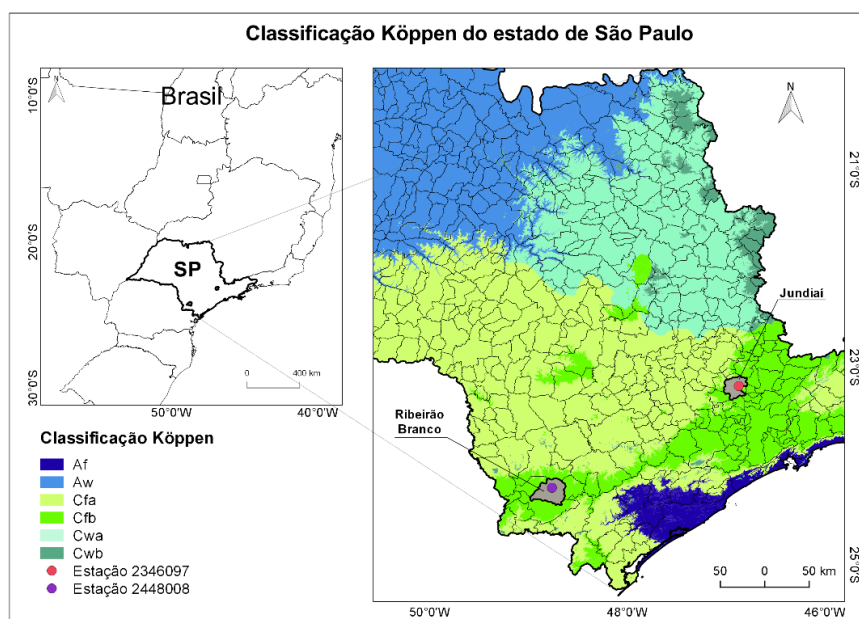 Classificação Köppen do estado de São Paulo
N
Brasil
10°0'S
20°0'S
30°0'S
SP
0 400 km
50°0'W
40°0'W
Classificação Köppen
Af
Aw
Cfa
Cfb
Cwa
Cwb
Estação 2346097
Estação 2448008
N
21°0'S
23°0'S
25°0'S
Jundiaí
Ribeirão
Branco
50 0 50 km
50°0'W
48°0'W
46°0'W